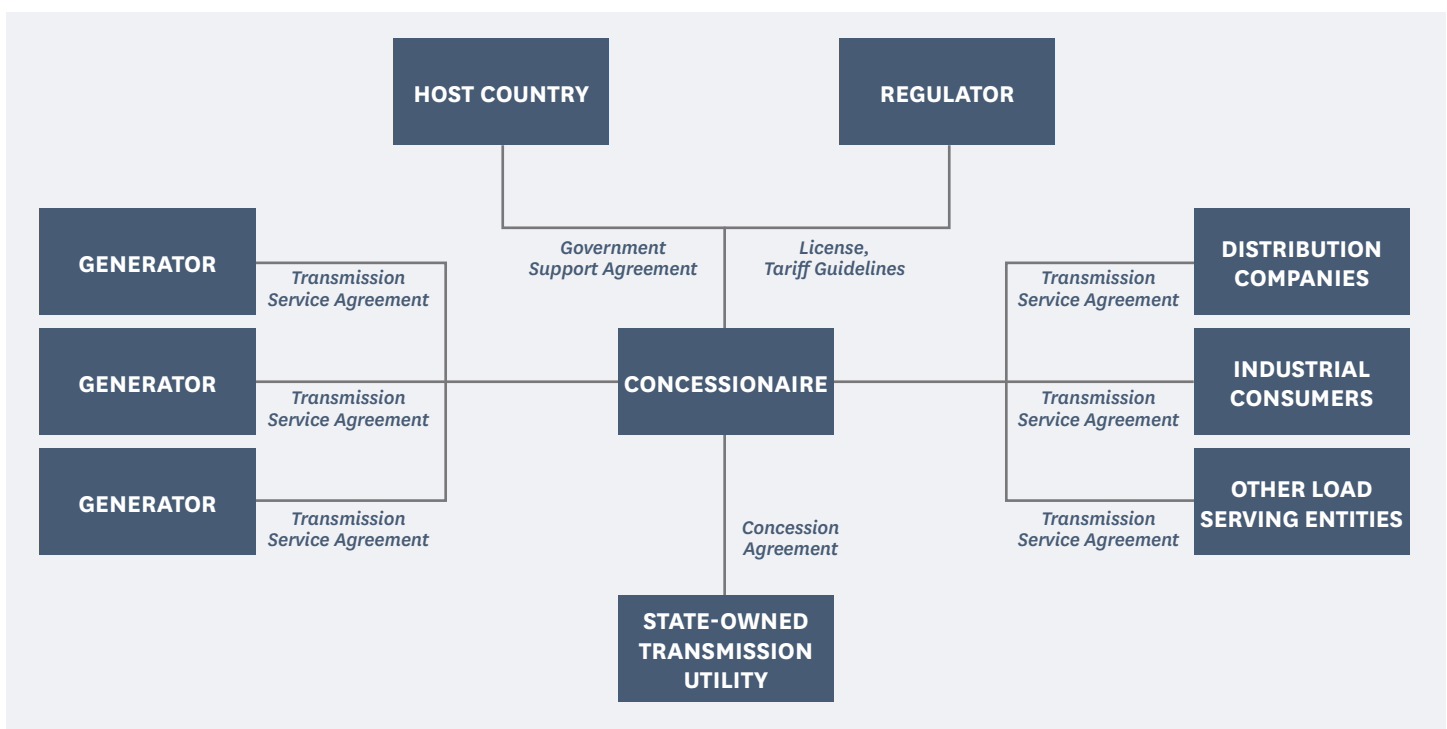 HOST COUNTRY
REGULATOR
GENERATOR
Transmission
Service Agreement
Government
Support Agreement
License,
Tariff Guidelines
Transmission
Service Agreement
DISTRIBUTION
COMPANIES
GENERATOR
Transmission
Service Agreement
CONCESSIONAIRE
Transmission
Service Agreement
INDUSTRIAL
CONSUMERS
GENERATOR
Transmission
Service Agreement
Concession
Agreement
Transmission
Service Agreement
OTHER LOAD
SERVING ENTITIES
STATE-OWNED
TRANSMISSION
UTILITY